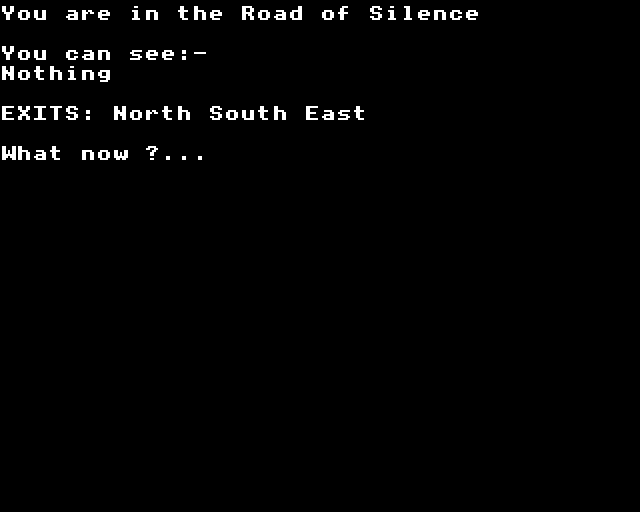 You are in the Road of Silence
You can see:-
Nothing
EXITS: North South East
What now ?...